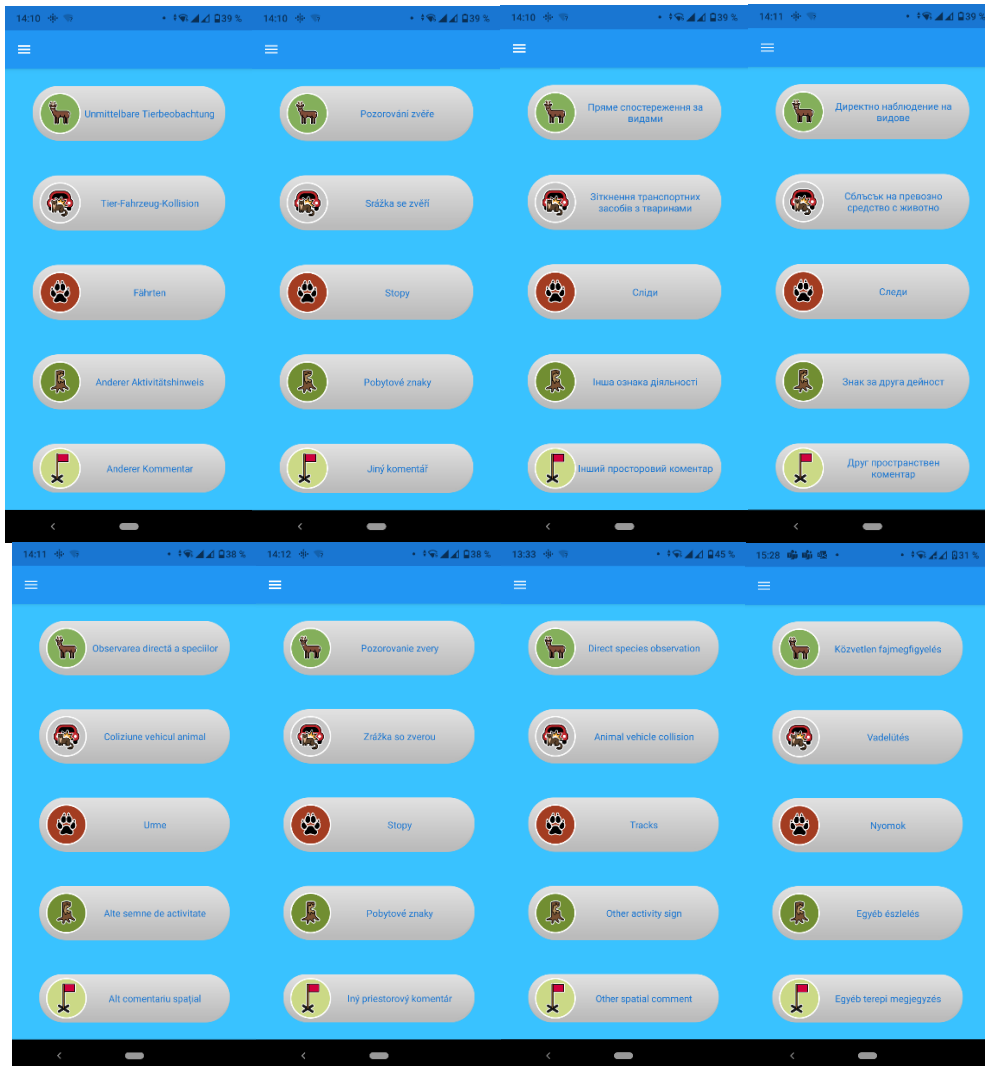 14:10
39 %
Unmittelbare Tierbeobachtung
Tier-Fahrzeug-Kollision
Fährten
Anderer Aktivitätshinweis
Anderer Kommentar
14:10
39 %
Pozorování zvěře
Srážka se zvěří
Stopy
Pobytové znaky
Jiný komentář
14:10
39 %
Пряме спостереження за
видами
Зіткнення транспортних
засобів з тваринами
Сліди
Інша ознака діяльності
Інший просторовий коментар
14:11
39 %
Директно наблюдение на
видове
Сблъсък на превозно
средство с животно
Следи
Знак за друга дейност
Друг пространствен
коментар
14:11
38 %
Observarea directă a speciilor
Coliziune vehicul animal
Urme
Alte semne de activitate
Alt comentariu spațial
14:12
38 %
Pozorovanie zvery
Zrážka so zverou
Stopy
Pobytové znaky
Iný priestorový komentár
13:33
45 %
Direct species observation
Animal vehicle collision
Tracks
Other activity sign
Other spatial comment
15:28
31 %
Közvetlen fajmegfigyelés
Vadelütés
Nyomok
Egyéb észlelés
Egyéb terepi megjegyzés